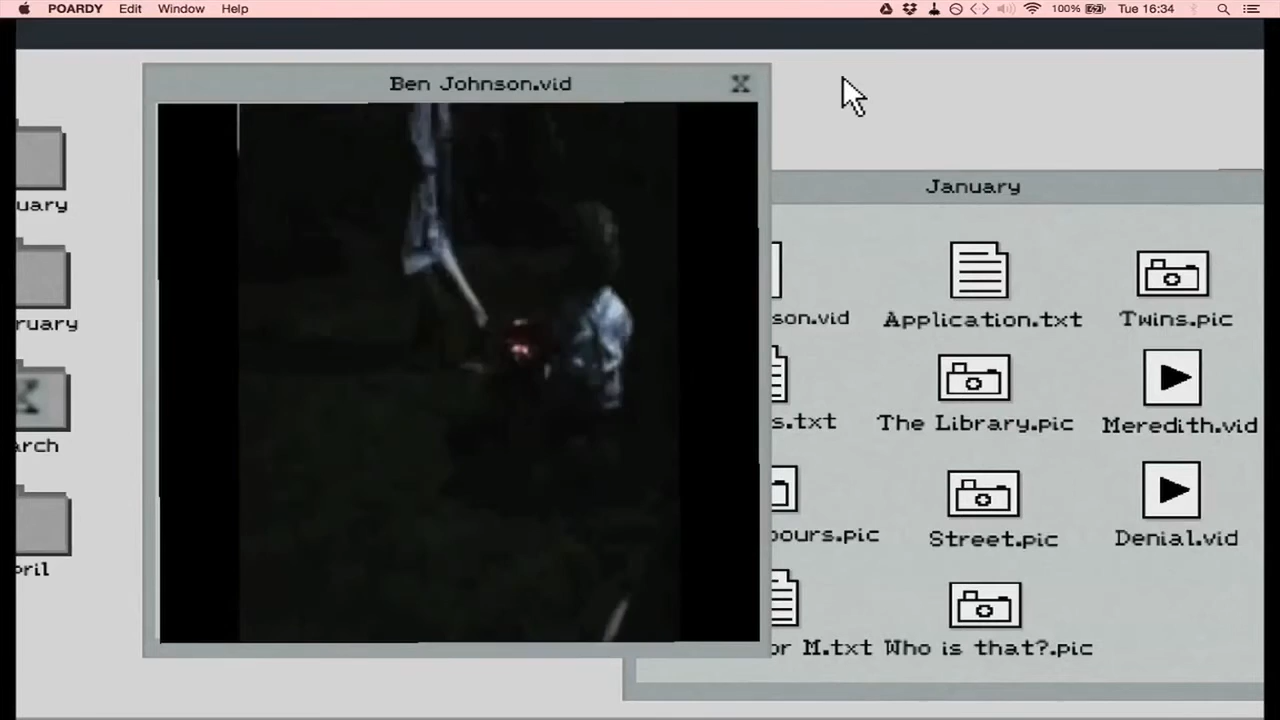 POARDY Edit Window Help 100% Tue 16:34
Ben Johnson.vid X
January
uary
son.vid Application.txt Twins.pic
ruary
s.txt The Library.pic Meredith.vid
arch
ours.pic Street.pic Denial.vid
pril
or M.txt Who is that?.pic